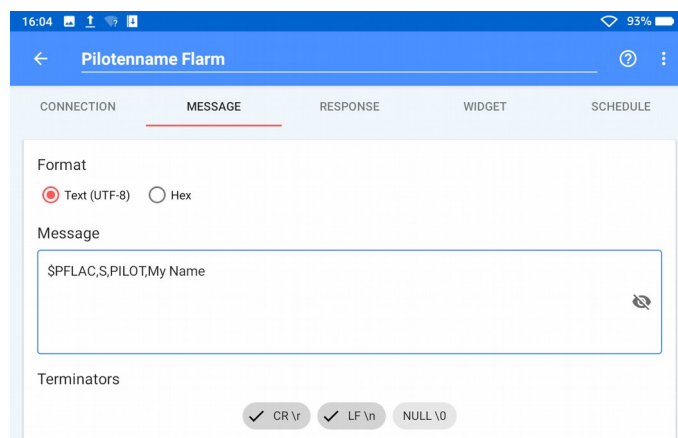 16:04 93%
Pilotenname Flarm
CONNECTION MESSAGE RESPONSE WIDGET SCHEDULE
Format
Text (UTF-8) Hex
Message
$PFLAC,S,PILOT,My Name
Terminators
CR \r LF \n NULL \0